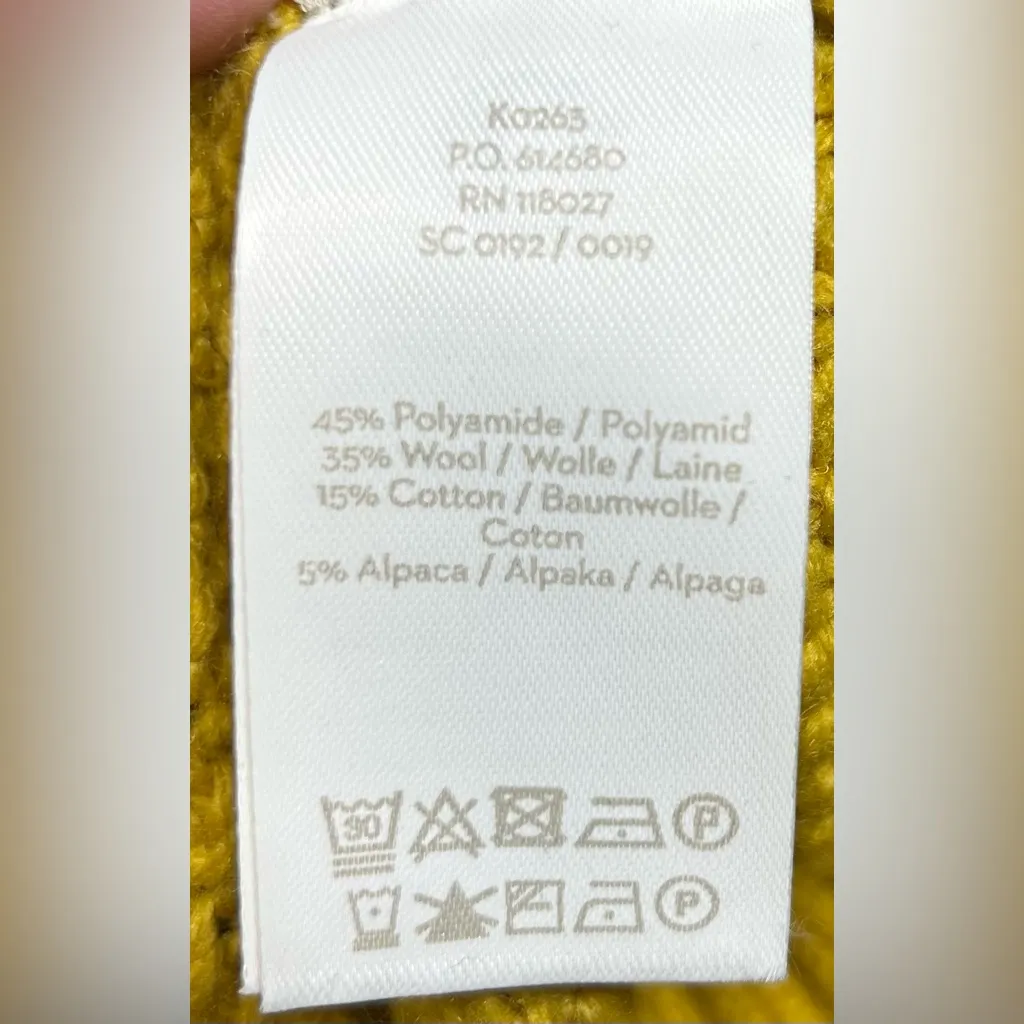 K0263
P.O. 614680
RN 118027
SC 0192 / 0019
45% Polyamide / Polyamid
35% Wool / Wolle / Laine
15% Cotton / Baumwolle /
Coton
5% Alpaca / Alpaka / Alpaga
30
P
P